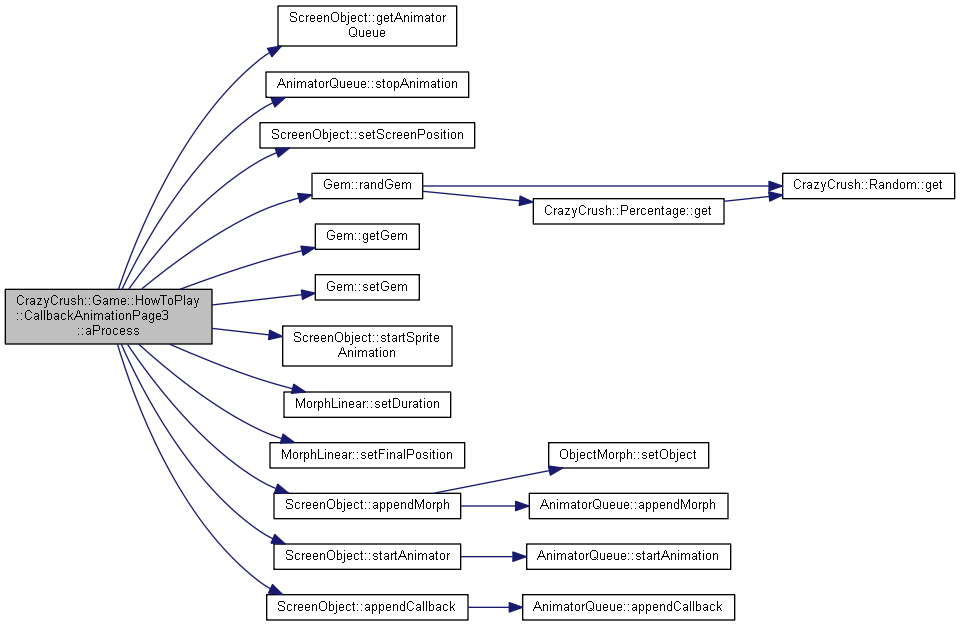 ScreenObject::getAnimator
Queue
AnimatorQueue::stopAnimation
ScreenObject::setScreenPosition
Gem::randGem
CrazyCrush::Random::get
CrazyCrush::Percentage::get
Gem::getGem
Gem::setGem
CrazyCrush::Game::HowToPlay
::CallbackAnimationPage3
::aProcess
ScreenObject::startSprite
Animation
MorphLinear::setDuration
MorphLinear::setFinalPosition
ObjectMorph::setObject
ScreenObject::appendMorph
AnimatorQueue::appendMorph
ScreenObject::startAnimator
AnimatorQueue::startAnimation
ScreenObject::appendCallback
AnimatorQueue::appendCallback